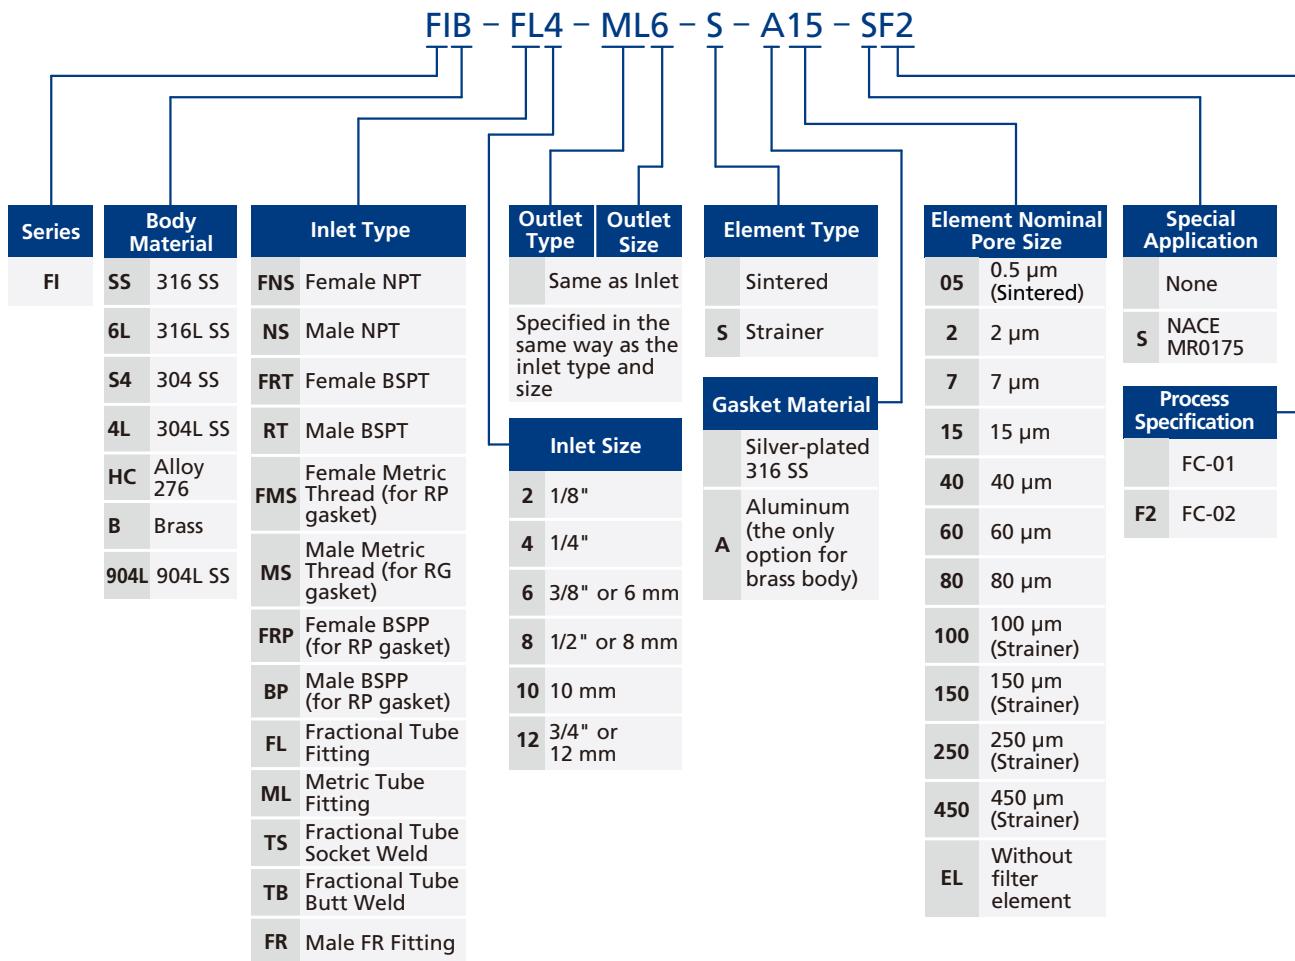 FIB – FL4 – ML6 – S – A15 – SF2
Series
FI
Body
Material
SS 316 SS
6L 316L SS
S4 304 SS
4L 304L SS
HC Alloy
276
B Brass
904L 904L SS
Inlet Type
FNS Female NPT
NS Male NPT
FRT Female BSPT
RT Male BSPT
FMS Female Metric
Thread (for RP
gasket)
MS Male Metric
Thread (for RG
gasket)
FRP Female BSPP
(for RP gasket)
BP Male BSPP
(for RP gasket)
FL Fractional Tube
Fitting
ML Metric Tube
Fitting
TS Fractional Tube
Socket Weld
TB Fractional Tube
Butt Weld
FR Male FR Fitting
Outlet
Type
Outlet
Size
Same as Inlet
Specified in the
same way as the
inlet type and
size
Inlet Size
2 1/8"
4 1/4"
6 3/8" or 6 mm
8 1/2" or 8 mm
10 10 mm
12 3/4" or
12 mm
Element Type
Sintered
S Strainer
Gasket Material
Silver-plated
316 SS
A Aluminum
(the only
option for
brass body)
Element Nominal
Pore Size
05 0.5 μm
(Sintered)
2 2 μm
7 7 μm
15 15 μm
40 40 μm
60 60 μm
80 80 μm
100 100 μm
(Strainer)
150 150 μm
(Strainer)
250 250 μm
(Strainer)
450 450 μm
(Strainer)
EL Without
filter
element
Special
Application
None
S NACE
MR0175
Process
Specification
FC-01
F2 FC-02